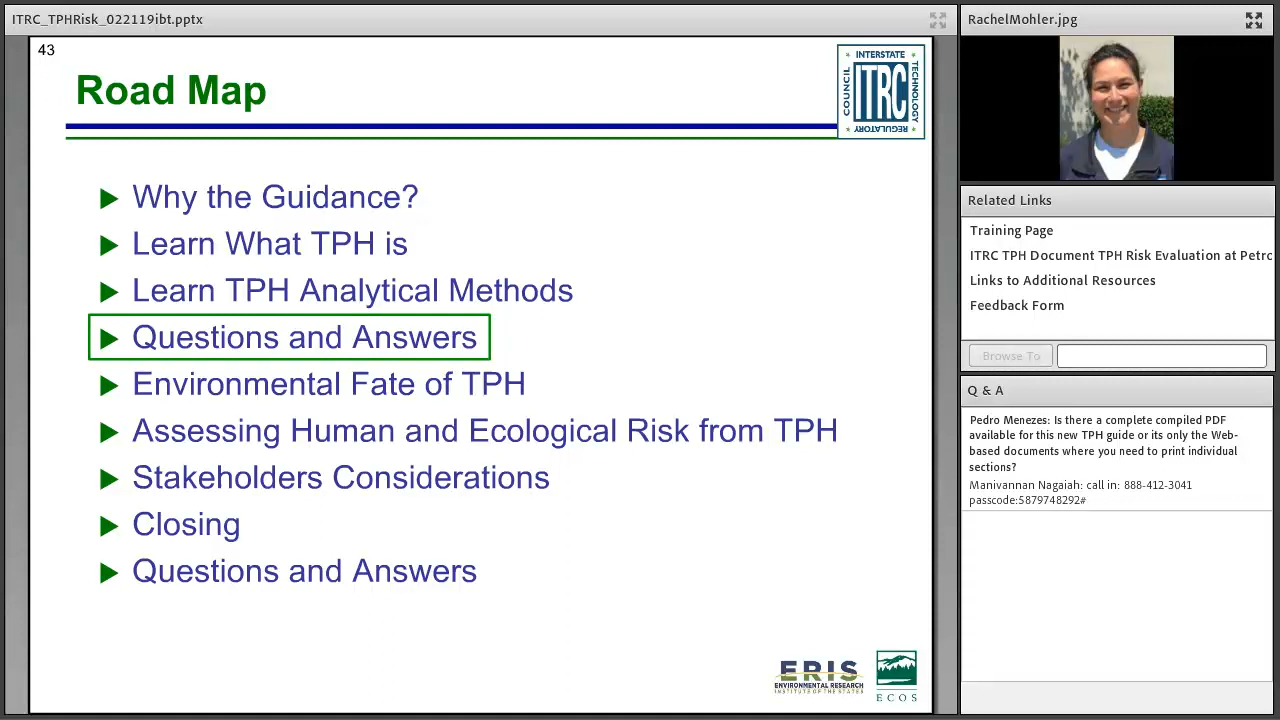 ITRC_TPHRisk_022119ibt.pptx
43
Road Map
INTERSTATE
COUNCIL
ITRC
TECHNOLOGY
REGULATORY
Why the Guidance?
Learn What TPH is
Learn TPH Analytical Methods
Questions and Answers
Environmental Fate of TPH
Assessing Human and Ecological Risk from TPH
Stakeholders Considerations
Closing
Questions and Answers
ERIS
ENVIRONMENTAL RESEARCH
INSTITUTE OF THE STATES
ECOS
RachelMohler.jpg
Related Links
Training Page
ITRC TPH Document TPH Risk Evaluation at Petrc
Links to Additional Resources
Feedback Form
Browse To
Q & A
Pedro Menezes: Is there a complete compiled PDF
available for this new TPH guide or its only the Web-
based documents where you need to print individual
sections?
Manivannan Nagaiah: call in: 888-412-3041
passcode:5879748292#